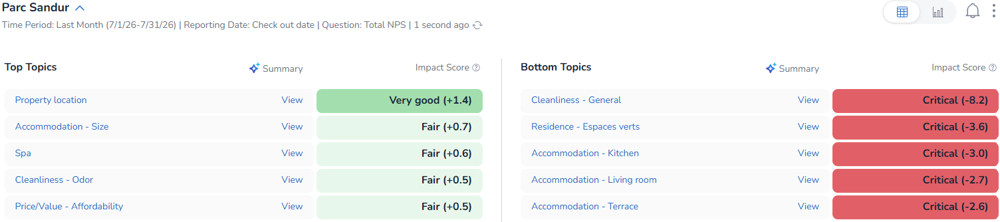 Parc Sandur
Time Period: Last Month (7/1/26-7/31/26) | Reporting Date: Check out date | Question: Total NPS | 1 second ago
Top Topics Summary Impact Score
Property location View Very good (+1.4)
Accommodation - Size View Fair (+0.7)
Spa View Fair (+0.6)
Cleanliness - Odor View Fair (+0.5)
Price/Value - Affordability View Fair (+0.5)
Bottom Topics Summary Impact Score
Cleanliness - General View Critical (-8.2)
Residence - Espaces verts View Critical (-3.6)
Accommodation - Kitchen View Critical (-3.0)
Accommodation - Living room View Critical (-2.7)
Accommodation - Terrace View Critical (-2.6)